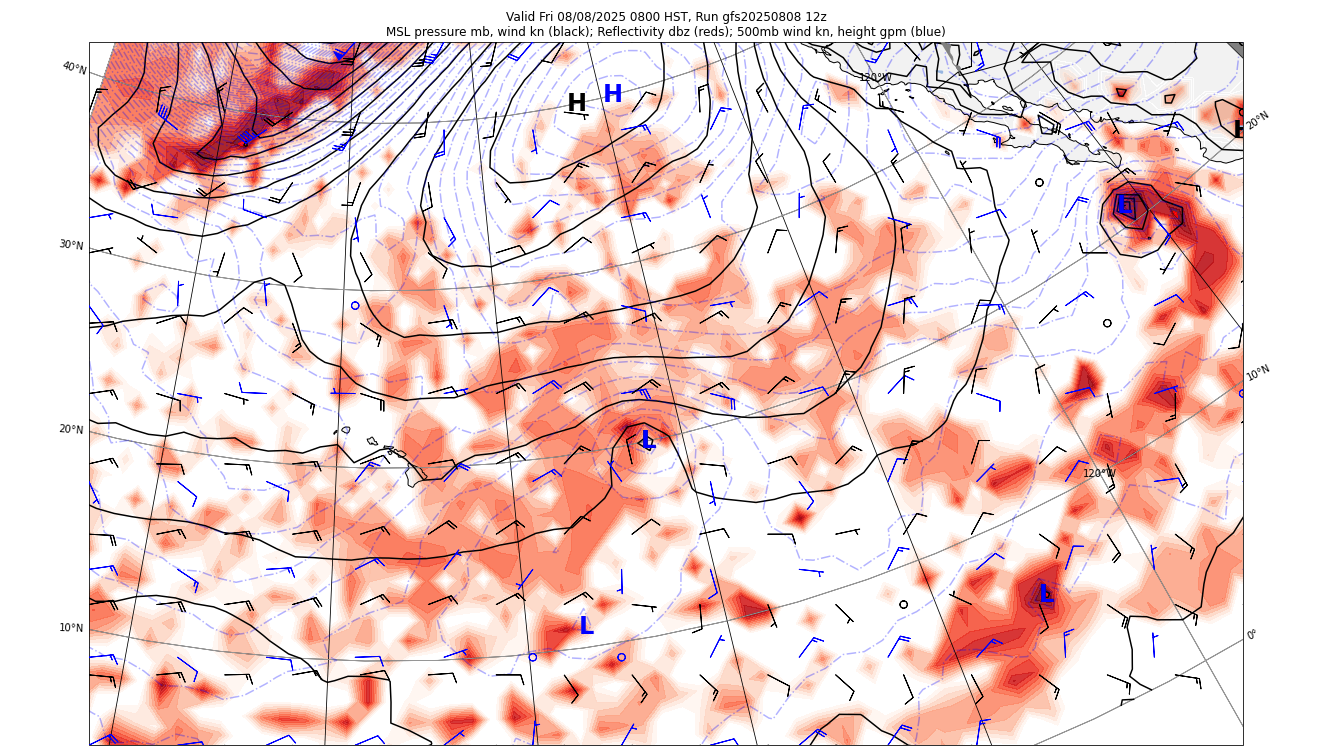 Valid Fri 08/08/2025 0800 HST, Run gfs20250808 12z
MSL pressure mb, wind kn (black); Reflectivity dbz (reds); 500mb wind kn, height gpm (blue)
40°N
120°W
H
H
20°N
H
L
30°N
10°N
20°N
L
120°W
L
10°N
L
0°